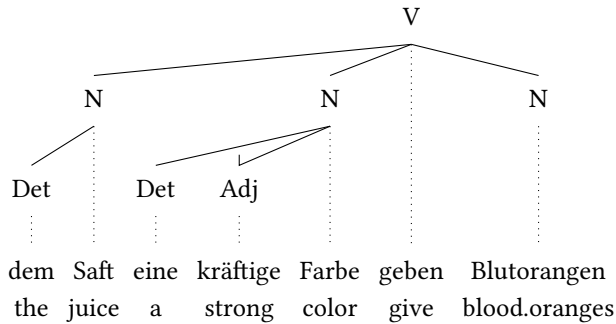 V
N N N
Det Det Adj
dem Saft eine kräftige Farbe geben Blutorangen
the juice a strong color give blood.oranges